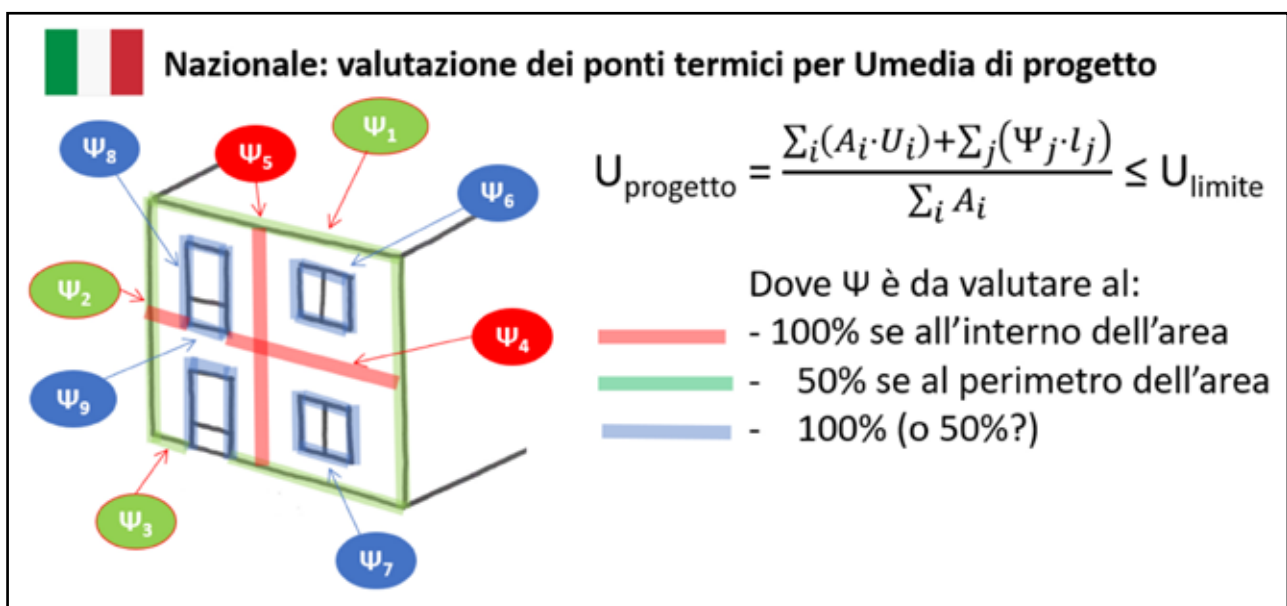 Nazionale: valutazione dei ponti termici per Umedia di progetto
Ψ1
Ψ8
Ψ5
Ψ6
Ψ2
Ψ4
Ψ9
Ψ3
Ψ7
Uprogetto = (∑i(Ai·Ui)+∑j(Ψj·lj)) / (∑i Ai) ≤ Ulimite
Dove Ψ è da valutare al:
- 100% se all'interno dell'area
- 50% se al perimetro dell'area
- 100% (o 50%?)